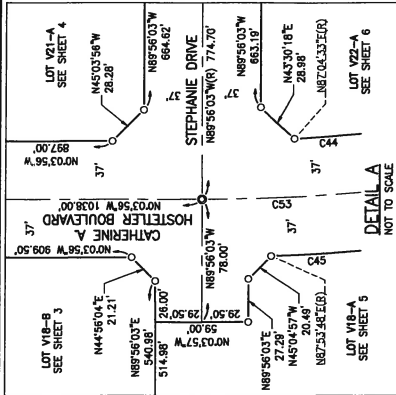 LOT V21-A
SEE SHEET 4
N45°03'56"W
28.28'
N89°56'03"W
664.62'
STEPHANIE DRIVE
N89°56'03"W(R) 774.70'
N89°56'03"W
663.19'
N43°30'18"E
28.98'
N87°04'33"E(R)
LOT V22-A
SEE SHEET 6
37'
37'
N0°03'56"W
897.00'
37'
C44
37'
N0°03'56"W 1038.00'
CATHERINE A
HOSTETLER BOULEVARD
C53
DETAIL A
NOT TO SCALE
37'
N0°03'56"W 909.50'
N89°56'03"W
78.00'
37'
C45
LOT V18-B
SEE SHEET 3
N44°56'04"E
21.21'
N89°56'03"E
540.98'
514.98'
26.00'
N0°03'57"W
59.00'
29.50'
29.50'
N89°56'03"E
27.29'
N45°04'57"W
20.49'
N87°53'48"E(R)
LOT V18-A
SEE SHEET 5